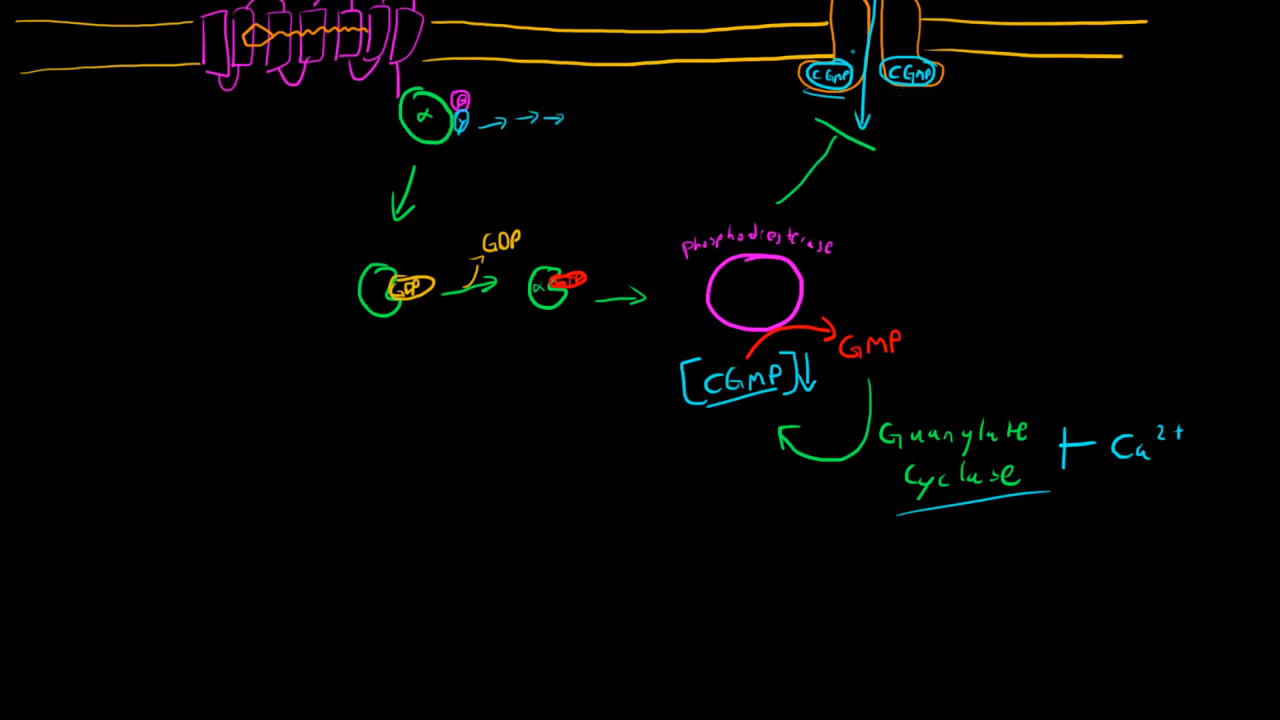 CGMP
CGMP
β
α
γ
phosphodiesterase
GDP
GDP
α GTP
GMP
[CGMP]↓
Guanylate
cyclase
Ca²⁺